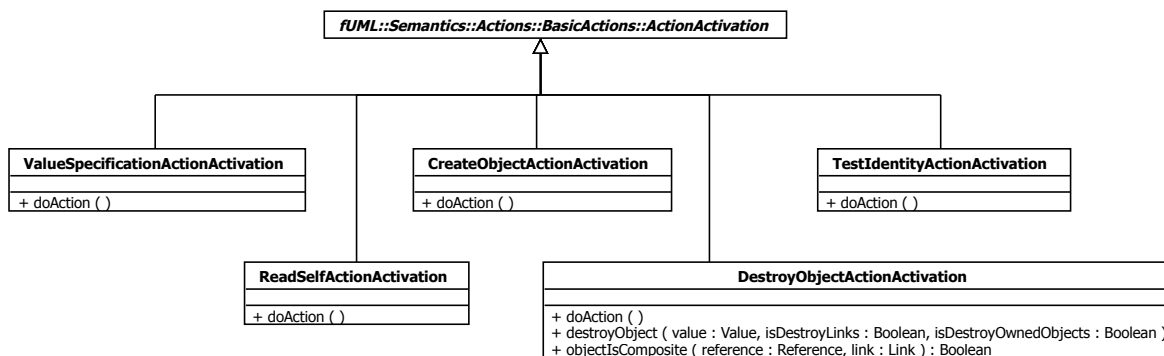 fUML::Semantics::Actions::BasicActions::ActionActivation
ValueSpecificationActionActivation
+ doAction ( )
CreateObjectActionActivation
+ doAction ( )
TestIdentityActionActivation
+ doAction ( )
ReadSelfActionActivation
+ doAction ( )
DestroyObjectActionActivation
+ doAction ( )
+ destroyObject ( value : Value, isDestroyLinks : Boolean, isDestroyOwnedObjects : Boolean )
+ objectIsComposite ( reference : Reference, link : Link ) : Boolean